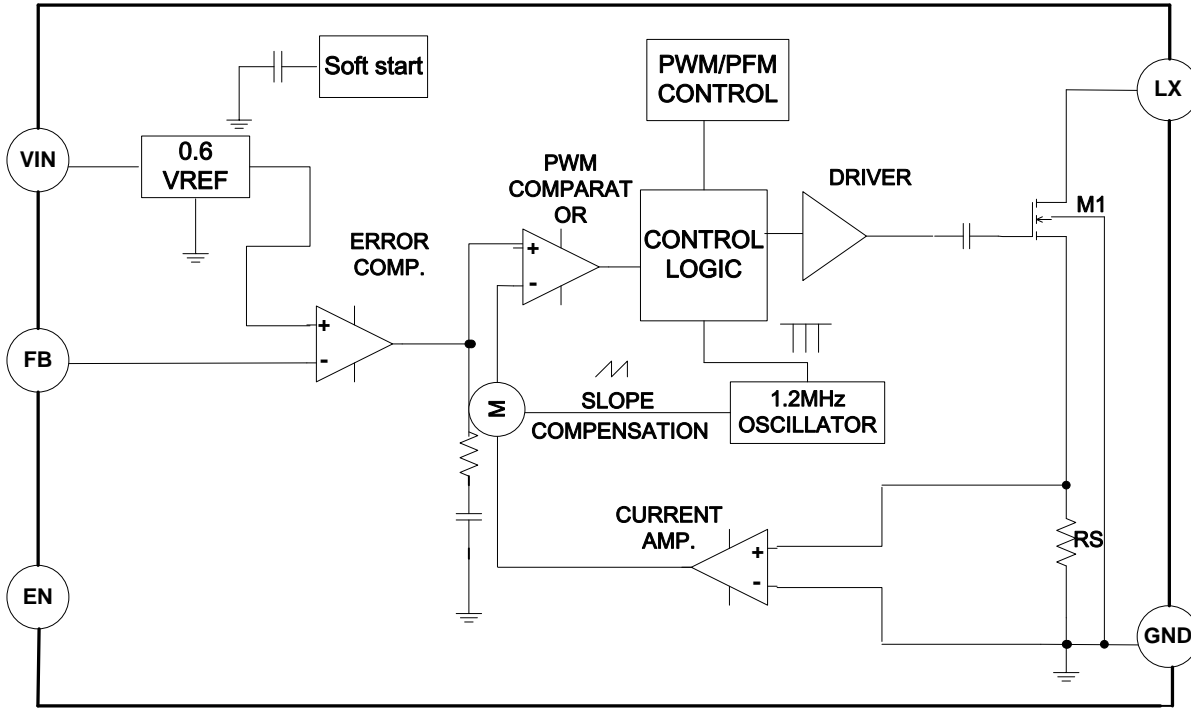 Soft start
PWM/PFM
CONTROL
LX
VIN
0.6
VREF
PWM
COMPARAT
OR
DRIVER
M1
ERROR
COMP.
+
-
+
-
CONTROL
LOGIC
FB
M
SLOPE
COMPENSATION
1.2MHz
OSCILLATOR
CURRENT
AMP.
+
-
RS
EN
GND